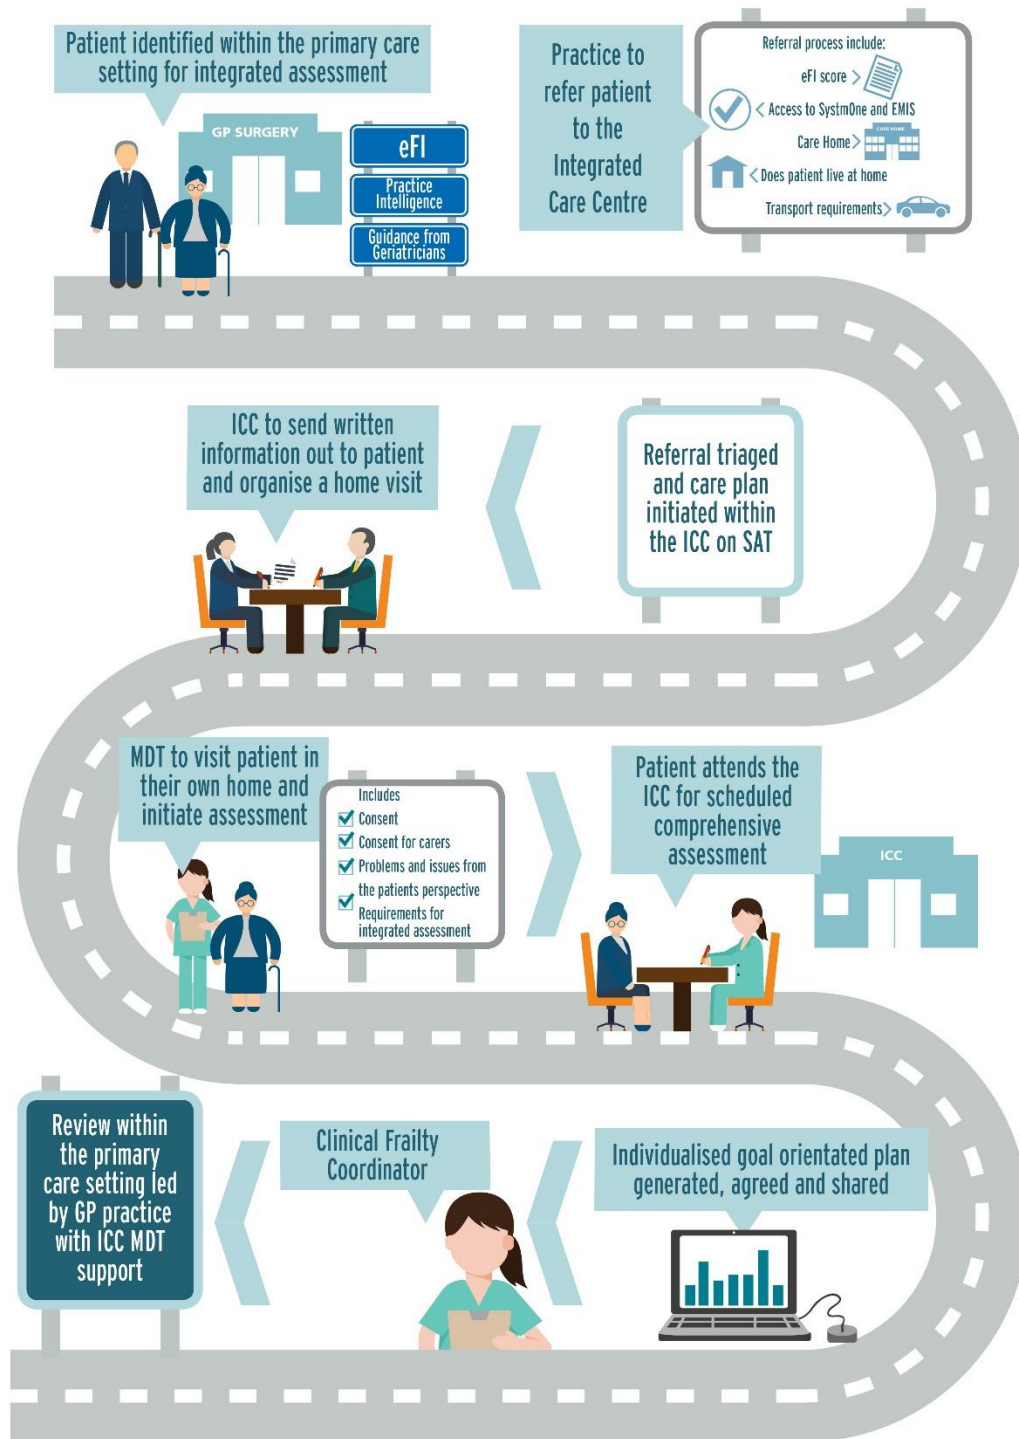 Patient identified within the primary care
setting for integrated assessment
GP SURGERY
eFI
Practice
Intelligence
Guidance from
Geriatricians
Practice to
refer patient
to the
Integrated
Care Centre
Referral process include:
eFI score >
< Access to SystmOne and EMIS
Care Home >
CARE HOME
< Does patient live at home
Transport requirements >
Referral triaged
and care plan
initiated within
the ICC on SAT
ICC to send written
information out to patient
and organise a home visit
MDT to visit patient in
their own home and
initiate assessment
Includes
Consent
Consent for carers
Problems and issues from
the patients perspective
Requirements for
integrated assessment
Patient attends the
ICC for scheduled
comprehensive
assessment
ICC
Individualised goal orientated plan
generated, agreed and shared
Clinical Frailty
Coordinator
Review within
the primary
care setting led
by GP practice
with ICC MDT
support